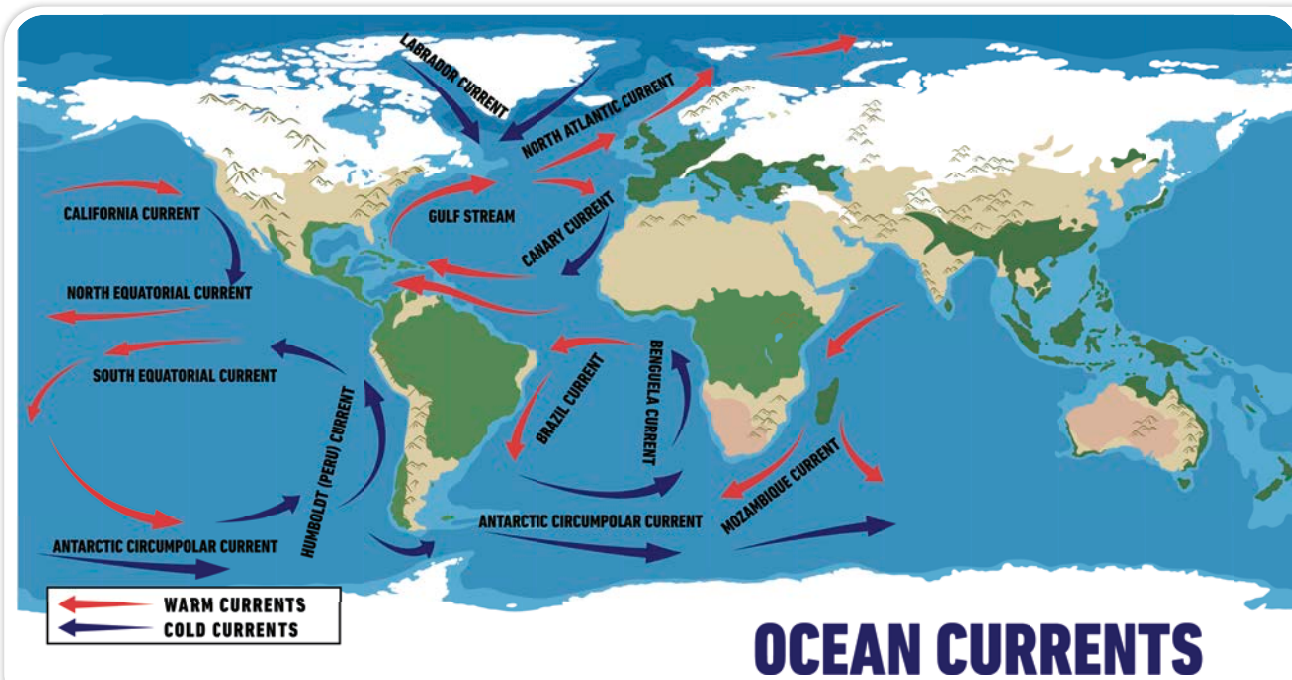 LABRADOR CURRENT
NORTH ATLANTIC CURRENT
CALIFORNIA CURRENT
GULF STREAM
CANARY CURRENT
NORTH EQUATORIAL CURRENT
SOUTH EQUATORIAL CURRENT
BRAZIL CURRENT
BENGUELA CURRENT
HUMBOLDT (PERU) CURRENT
MOZAMBIQUE CURRENT
ANTARCTIC CIRCUMPOLAR CURRENT
ANTARCTIC CIRCUMPOLAR CURRENT
WARM CURRENTS
COLD CURRENTS
OCEAN CURRENTS